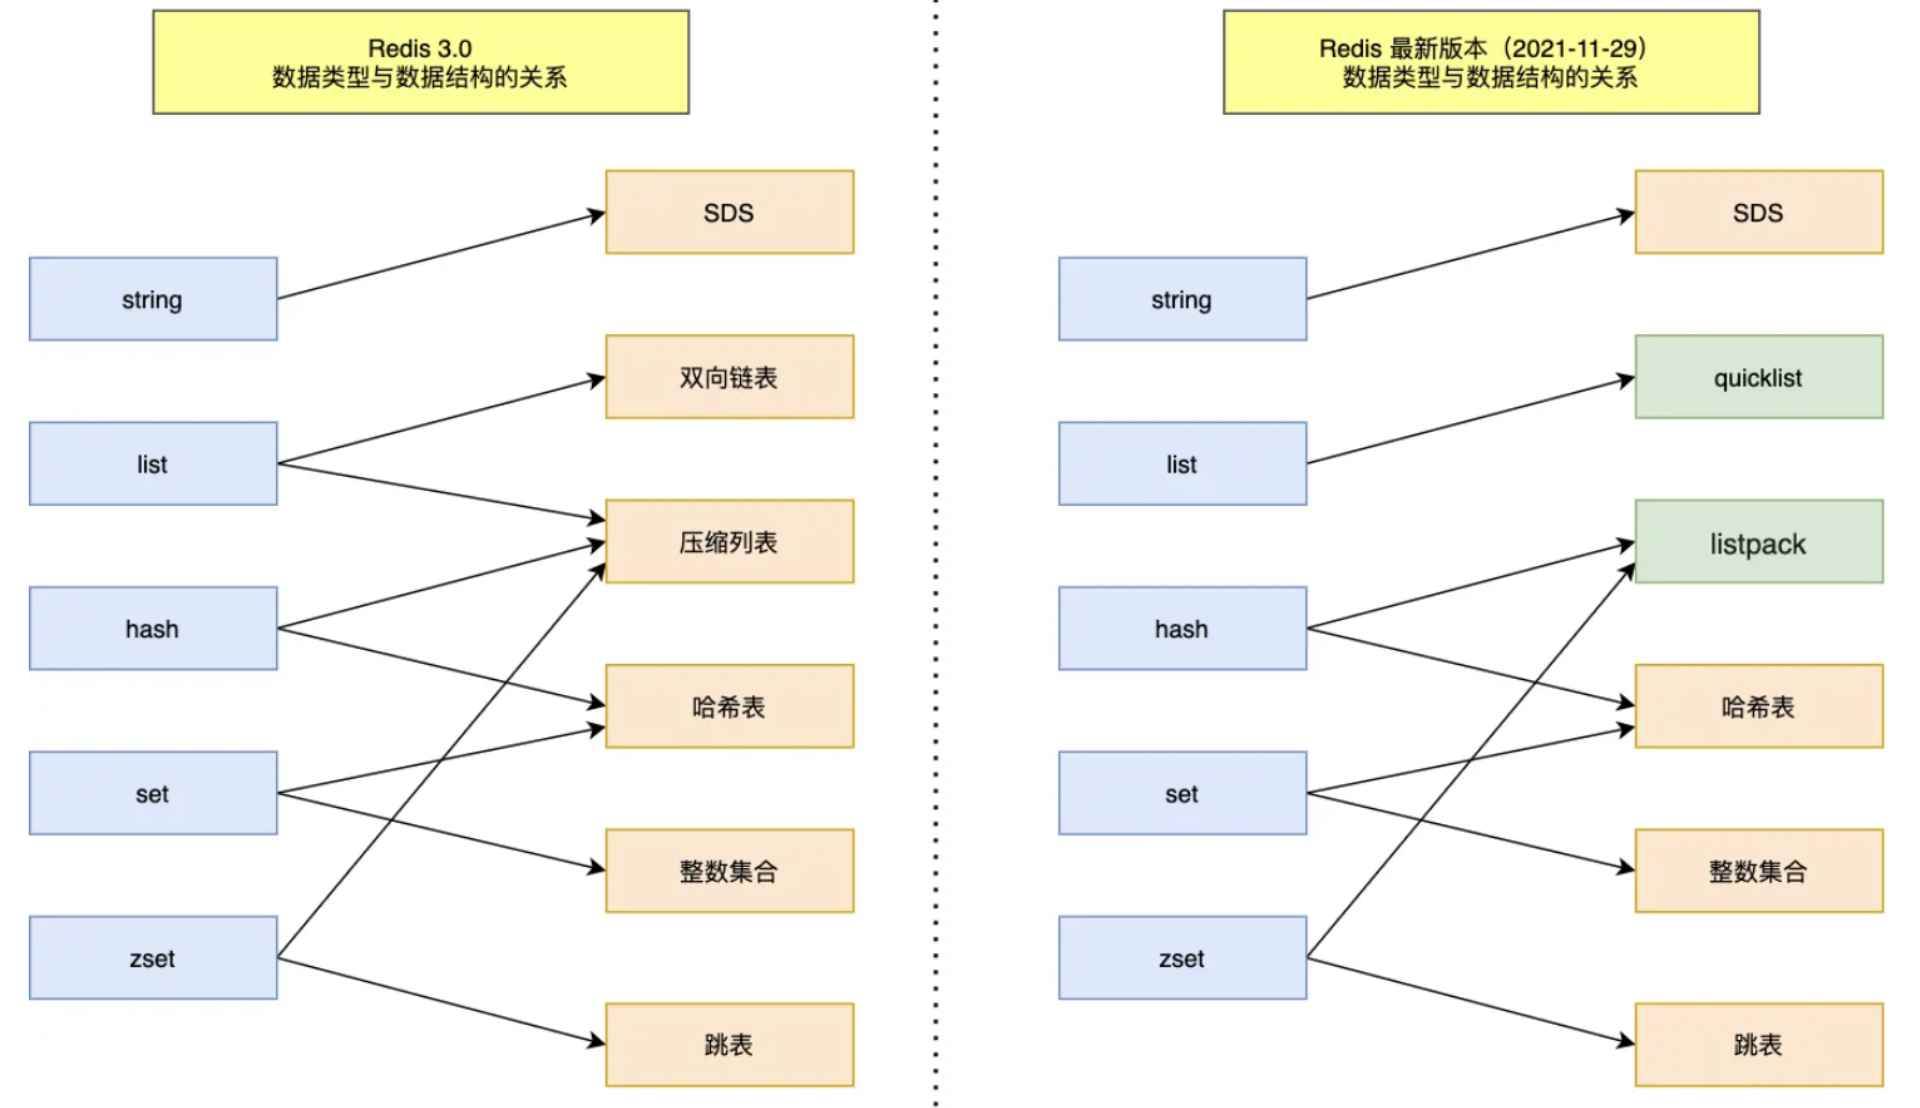 Redis 3.0
数据类型与数据结构的关系
SDS
string
双向链表
list
压缩列表
hash
哈希表
set
整数集合
zset
跳表
Redis 最新版本（2021-11-29）
数据类型与数据结构的关系
SDS
string
quicklist
list
listpack
hash
哈希表
set
整数集合
zset
跳表